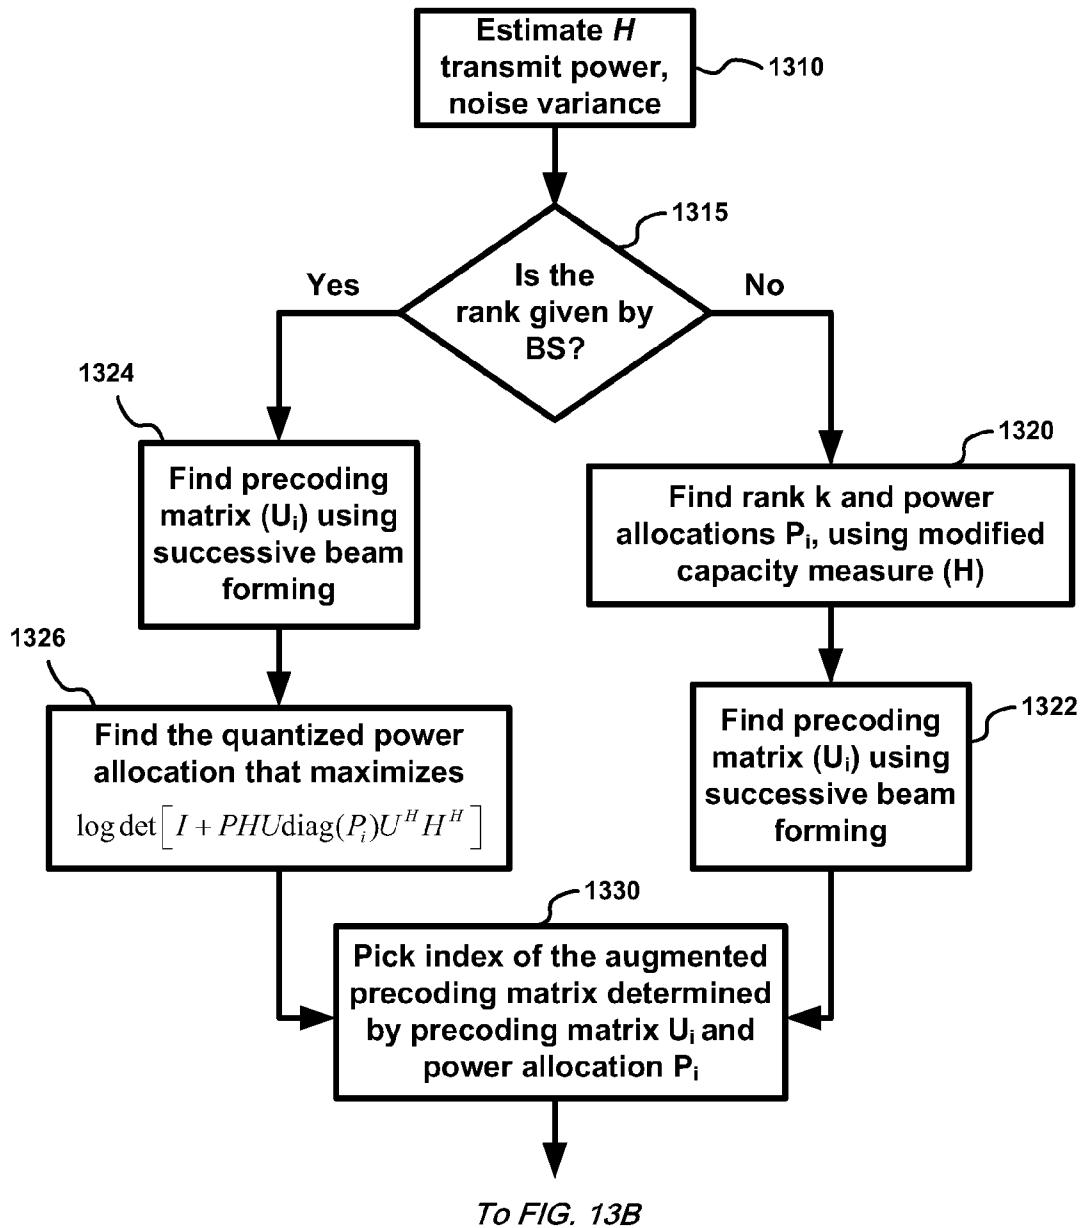 Estimate H
transmit power,
noise variance
1310
1315
Is the
rank given by
BS?
Yes
No
1324
Find precoding
matrix (Uᵢ) using
successive beam
forming
1320
Find rank k and power
allocations Pᵢ, using modified
capacity measure (H)
1326
Find the quantized power
allocation that maximizes
log det[I + PHUdiag(Pᵢ)Uᴴ Hᴴ]
1322
Find precoding
matrix (Uᵢ) using
successive beam
forming
1330
Pick index of the augmented
precoding matrix determined
by precoding matrix Uᵢ and
power allocation Pᵢ
To FIG. 13B